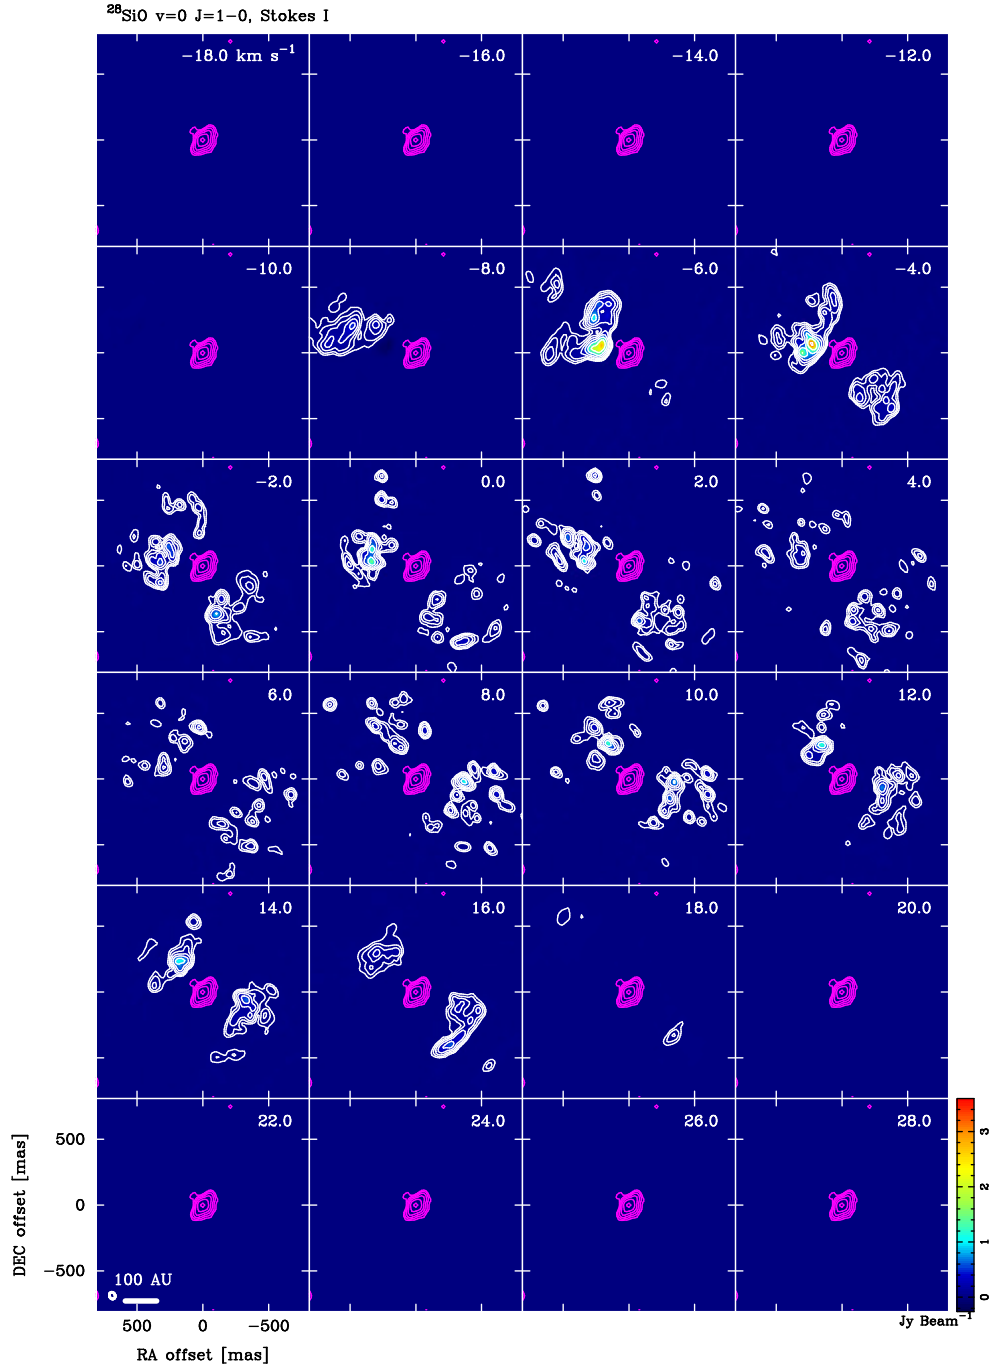 ²⁸SiO v=0 J=1−0, Stokes I
−18.0 km s⁻¹ −16.0 −14.0 −12.0
−10.0 −8.0 −6.0 −4.0
−2.0 0.0 2.0 4.0
6.0 8.0 10.0 12.0
14.0 16.0 18.0 20.0
22.0 24.0 26.0 28.0
500
0
−500
DEC offset [mas]
100 AU
500 0 −500
RA offset [mas]
3
2
1
0
Jy Beam⁻¹